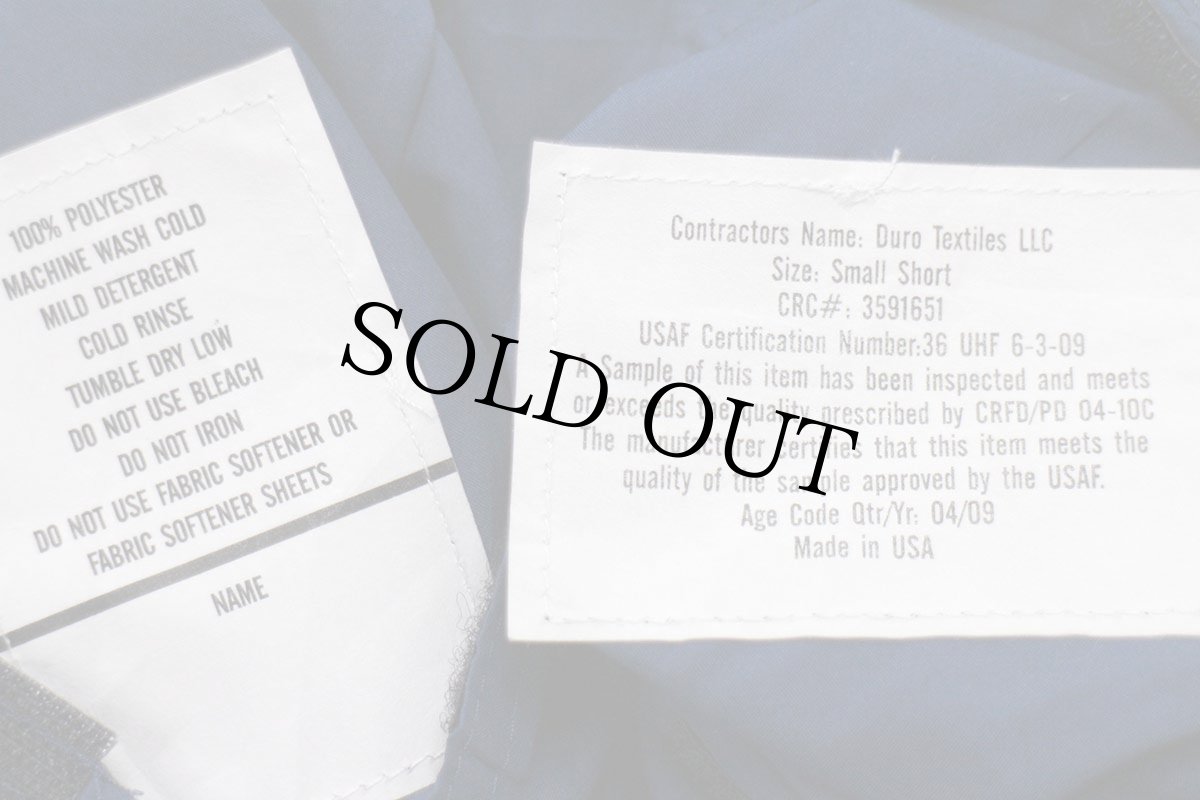 100% POLYESTER
MACHINE WASH COLD
MILD DETERGENT
COLD RINSE
TUMBLE DRY LOW
DO NOT USE BLEACH
DO NOT IRON
DO NOT USE FABRIC SOFTENER OR
FABRIC SOFTENER SHEETS
NAME
Contractors Name: Duro Textiles LLC
Size: Small Short
CRC#: 3591651
USAF Certification Number:36 UHF 6-3-09
A Sample of this item has been inspected and meets
or exceeds the quality prescribed by CRFD/PD 04-10C
The manufacturer certifies that this item meets the
quality of the sample approved by the USAF.
Age Code Qtr/Yr: 04/09
Made in USA
SOLD OUT